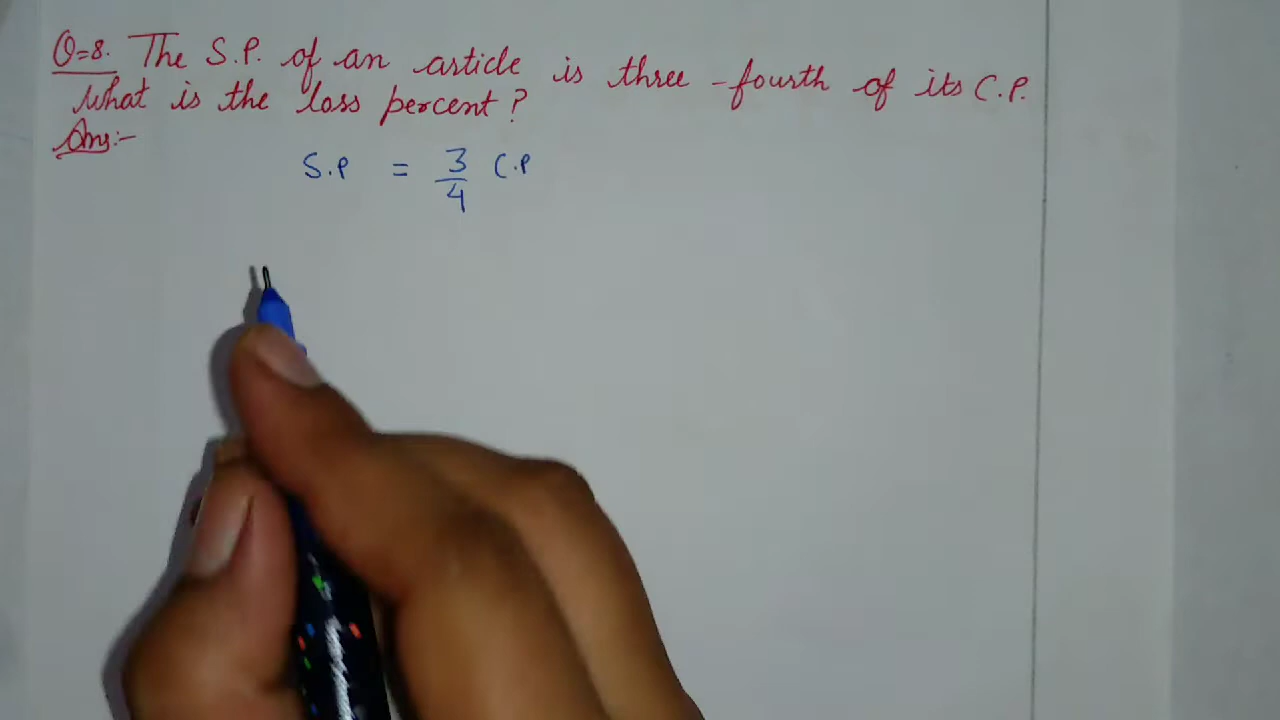 Q=8. The S.P. of an article is three-fourth of its C.P.
What is the loss percent?
Ans:-
S.P = 3/4 C.P